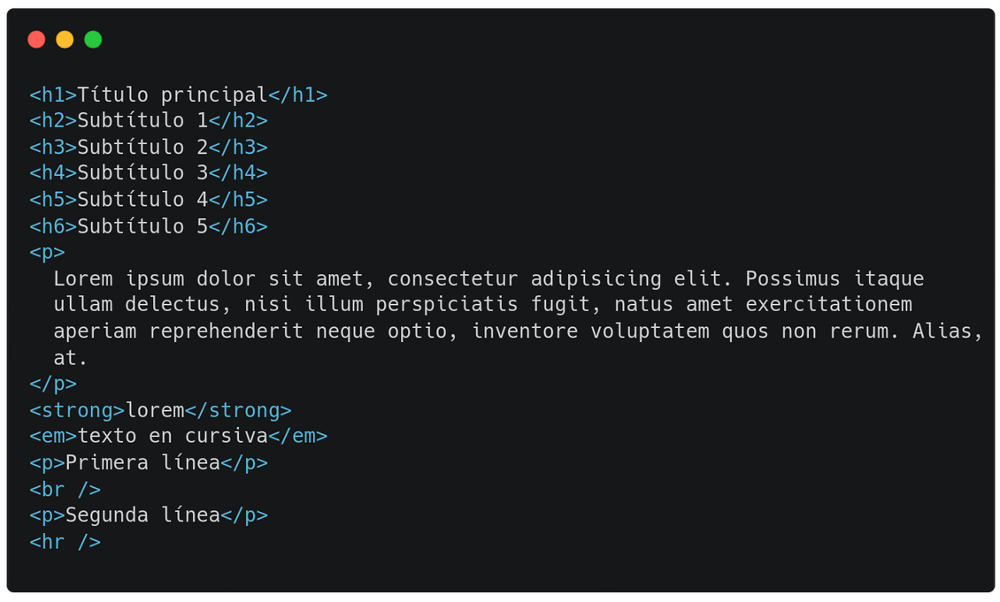 <h1>Título principal</h1>
<h2>Subtítulo 1</h2>
<h3>Subtítulo 2</h3>
<h4>Subtítulo 3</h4>
<h5>Subtítulo 4</h5>
<h6>Subtítulo 5</h6>
<p>
  Lorem ipsum dolor sit amet, consectetur adipisicing elit. Possimus itaque
  ullam delectus, nisi illum perspiciatis fugit, natus amet exercitationem
  aperiam reprehenderit neque optio, inventore voluptatem quos non rerum. Alias,
  at.
</p>
<strong>lorem</strong>
<em>texto en cursiva</em>
<p>Primera línea</p>
<br />
<p>Segunda línea</p>
<hr />